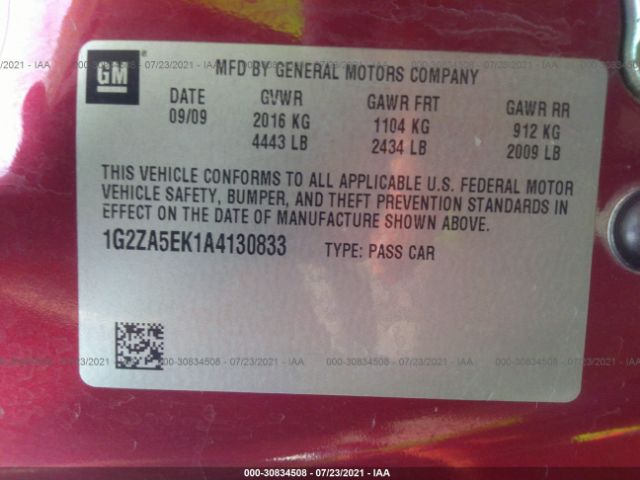 GM
MFD BY GENERAL MOTORS COMPANY
DATE GVWR GAWR FRT GAWR RR
09/09 2016 KG 1104 KG 912 KG
4443 LB 2434 LB 2009 LB
THIS VEHICLE CONFORMS TO ALL APPLICABLE U.S. FEDERAL MOTOR
VEHICLE SAFETY, BUMPER, AND THEFT PREVENTION STANDARDS IN
EFFECT ON THE DATE OF MANUFACTURE SHOWN ABOVE.
1G2ZA5EK1A4130833 TYPE: PASS CAR
000-30834508 - 07/23/2021 - IAA